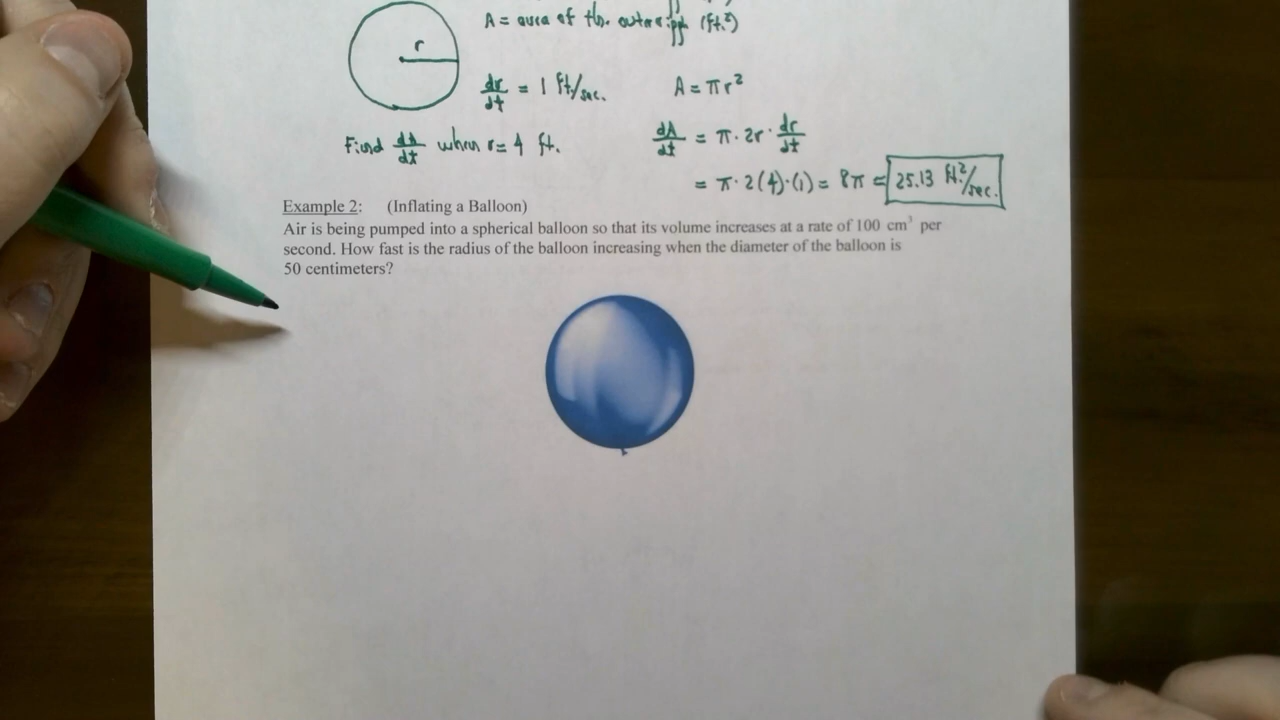 A = area of the outer (ft.²)
r
dr/dt = 1 ft/sec. A = πr²
Find dA/dt when r = 4 ft. dA/dt = π · 2r · dr/dt
= π · 2(4) · (1) = 8π = 25.13 ft.²/sec.
Example 2: (Inflating a Balloon)
Air is being pumped into a spherical balloon so that its volume increases at a rate of 100 cm³ per
second. How fast is the radius of the balloon increasing when the diameter of the balloon is
50 centimeters?